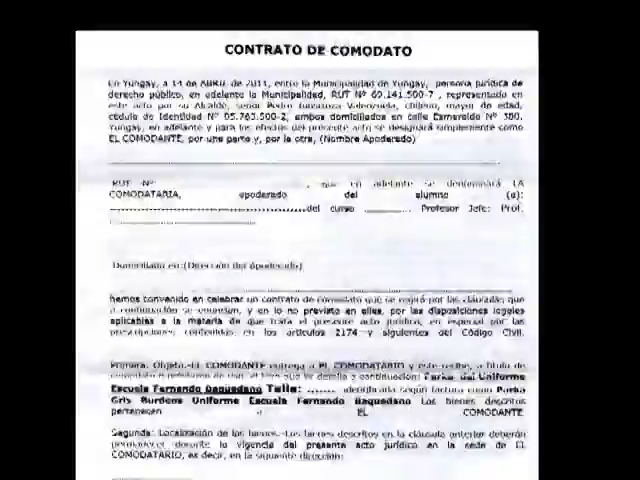 CONTRATO DE COMODATO
En Yungay, a 14 de ABRIL de 2011, entre la Municipalidad de Yungay, persona jurídica de
derecho público, en adelante la Municipalidad, RUT Nº 69.141.500-7 , representado en
este acto por su Alcalde, señor Pedro Valenzuela, chileno, mayor de edad,
cédula de Identidad Nº ambos domiciliados en calle Esmeralda Nº 380,
Yungay, en adelante y para los efectos del presente acto se designará simplemente como
EL COMODANTE, por une parte y, por la otra, (Nombre Apoderado)
RUT Nº , que en adelante se denominará LA
COMODATARIA, apoderado del alumno (a):
del curso Profesor Jefe: Prof.
Domiciliado en:(Dirección del Apoderado)
hemos convenido en celebrar un contrato de comodato que se regirá por las cláusulas que
a continuación se enuncian, y en lo no previsto en ellas, por las disposiciones legales
aplicables a la materia de que trata el presente acto jurídico, en especial por las
prescripciones contenidas en los artículos 2174 y siguientes del Código Civil.
Primera: Objeto.-EL COMODANTE entrega a EL COMODATARIO y este recibe, a título de
comodato o préstamo de uso, el bien que se detalla a continuación: Parka del Uniforme
Escuela Fernando Baquedano Talla: ....... identificada según factura como Parka
Gris Burdeos Uniforme Escuela Fernando Baquedano Los bienes descritos
pertenecen a EL COMODANTE
Segunda: Localización de los bienes.-Los bienes descritos en la cláusula anterior deberán
permanecer durante la vigencia del presente acto jurídico en la sede de EL
COMODATARIO, es decir, en la siguiente dirección: